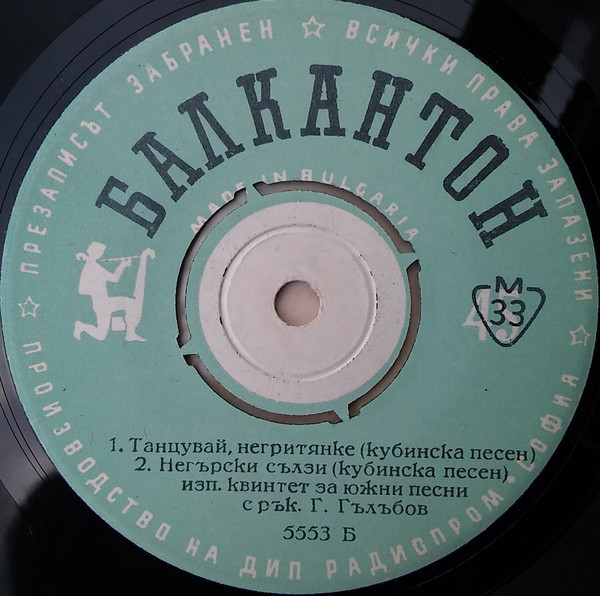 ПРЕЗАПИСЪТ ЗАБРАНЕН ☆ ВСИЧКИ ПРАВА ЗАПАЗЕНИ ☆
БАЛКАНТОН
MADE IN BULGARIA
М
33
45
1. Танцувай, негритянке (кубинска песен)
2. Негърски сълзи (кубинска песен)
изп. квинтет за южни песни
с рък. Г. Гълъбов
5553 Б
☆ ПРОИЗВОДСТВО НА ДИП РАДИОПРОМ. СОФИЯ